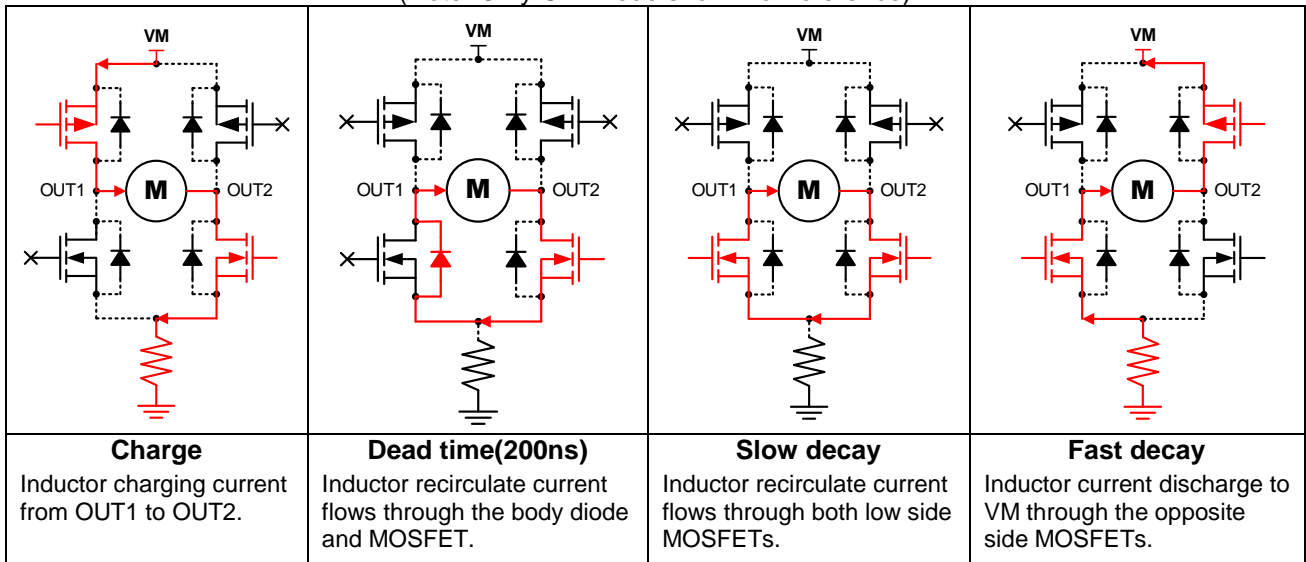 VM
OUT1
M
OUT2
VM
OUT1
M
OUT2
VM
OUT1
M
OUT2
VM
OUT1
M
OUT2
Charge
Inductor charging current
from OUT1 to OUT2.
Dead time(200ns)
Inductor recirculate current
flows through the body diode
and MOSFET.
Slow decay
Inductor recirculate current
flows through both low side
MOSFETs.
Fast decay
Inductor current discharge to
VM through the opposite
side MOSFETs.